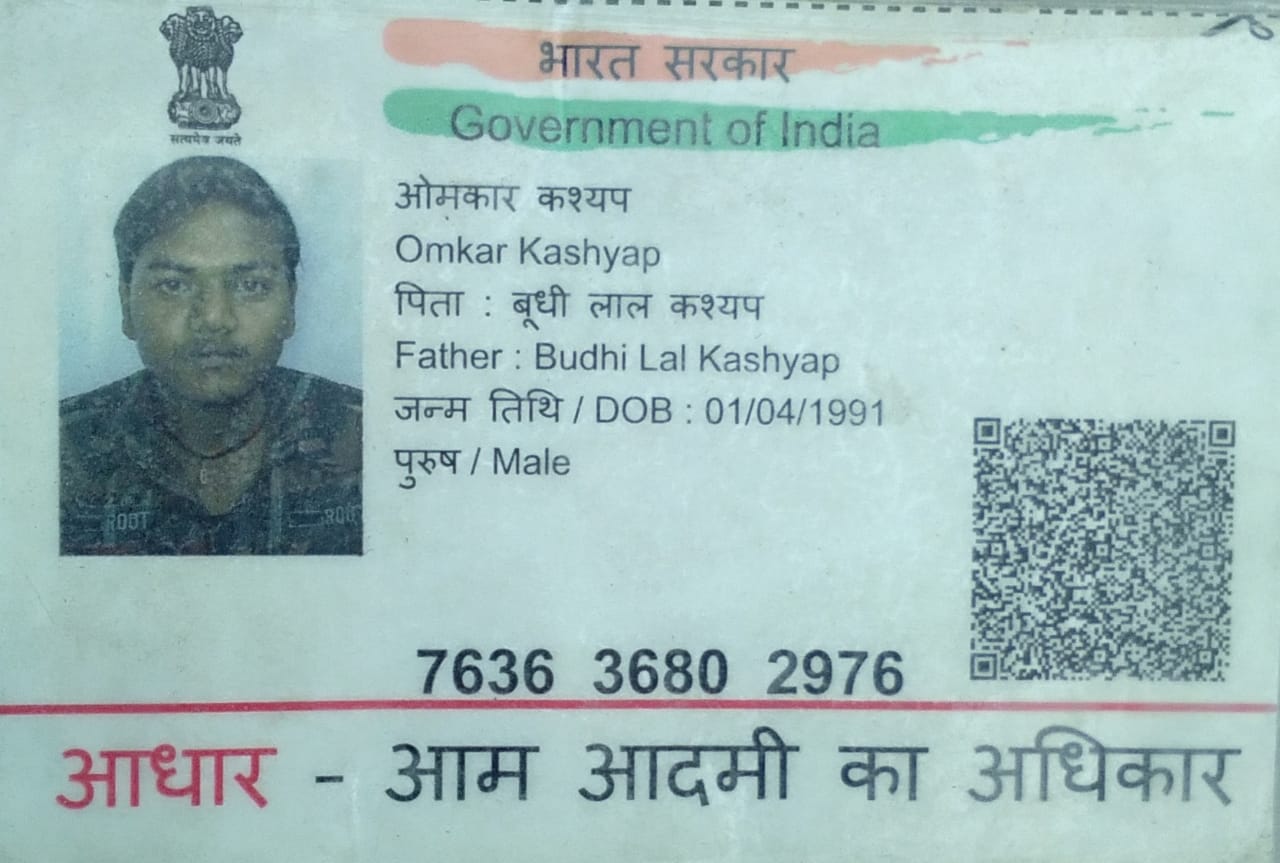 भारत सरकार
Government of India
सत्यमेव जयते
ओमकार कश्यप
Omkar Kashyap
पिता : बूधी लाल कश्यप
Father : Budhi Lal Kashyap
जन्म तिथि / DOB : 01/04/1991
पुरुष / Male
ROOT
7636 3680 2976
आधार - आम आदमी का अधिकार